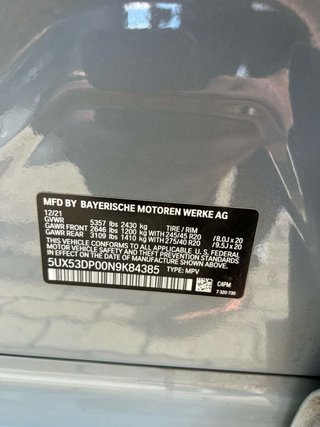 MFD BY BAYERISCHE MOTOREN WERKE AG
12/21
GVWR 5357 lbs 2430 kg TIRE / RIM
GAWR FRONT 2646 lbs 1200 KG WITH 245/45 R20 /8.0J x 20
GAWR REAR 3109 lbs 1410 KG WITH 275/40 R20 /9.5J x 20
THIS VEHICLE CONFORMS TO ALL APPLICABLE U.S. FEDERAL
MOTOR VEHICLE SAFETY AND THEFT PREVENTION STANDARDS
IN EFFECT ON THE DATE OF MANUFACTURE SHOWN ABOVE.
5UX53DP00N9K84385 TYPE: MPV
C4PM
7 320 730